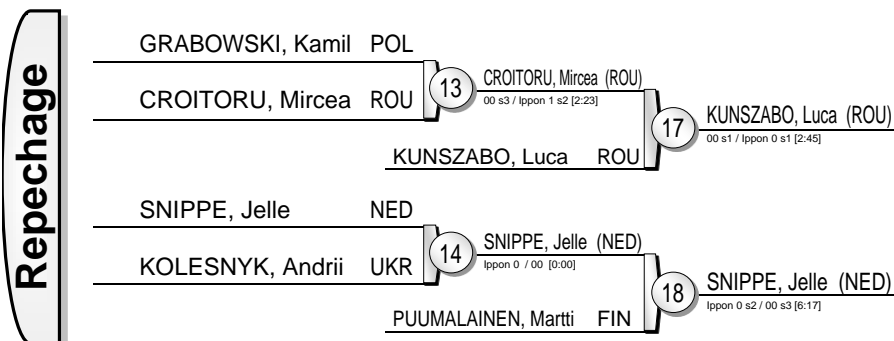 Repechage
GRABOWSKI, Kamil POL
CROITORU, Mircea ROU
13
CROITORU, Mircea (ROU)
00 s3 / Ippon 1 s2 [2:23]
KUNSZABO, Luca ROU
17
KUNSZABO, Luca (ROU)
00 s1 / Ippon 0 s1 [2:45]
SNIPPE, Jelle NED
KOLESNYK, Andrii UKR
14
SNIPPE, Jelle (NED)
Ippon 0 / 00 [0:00]
PUUMALAINEN, Martti FIN
18
SNIPPE, Jelle (NED)
Ippon 0 s2 / 00 s3 [6:17]